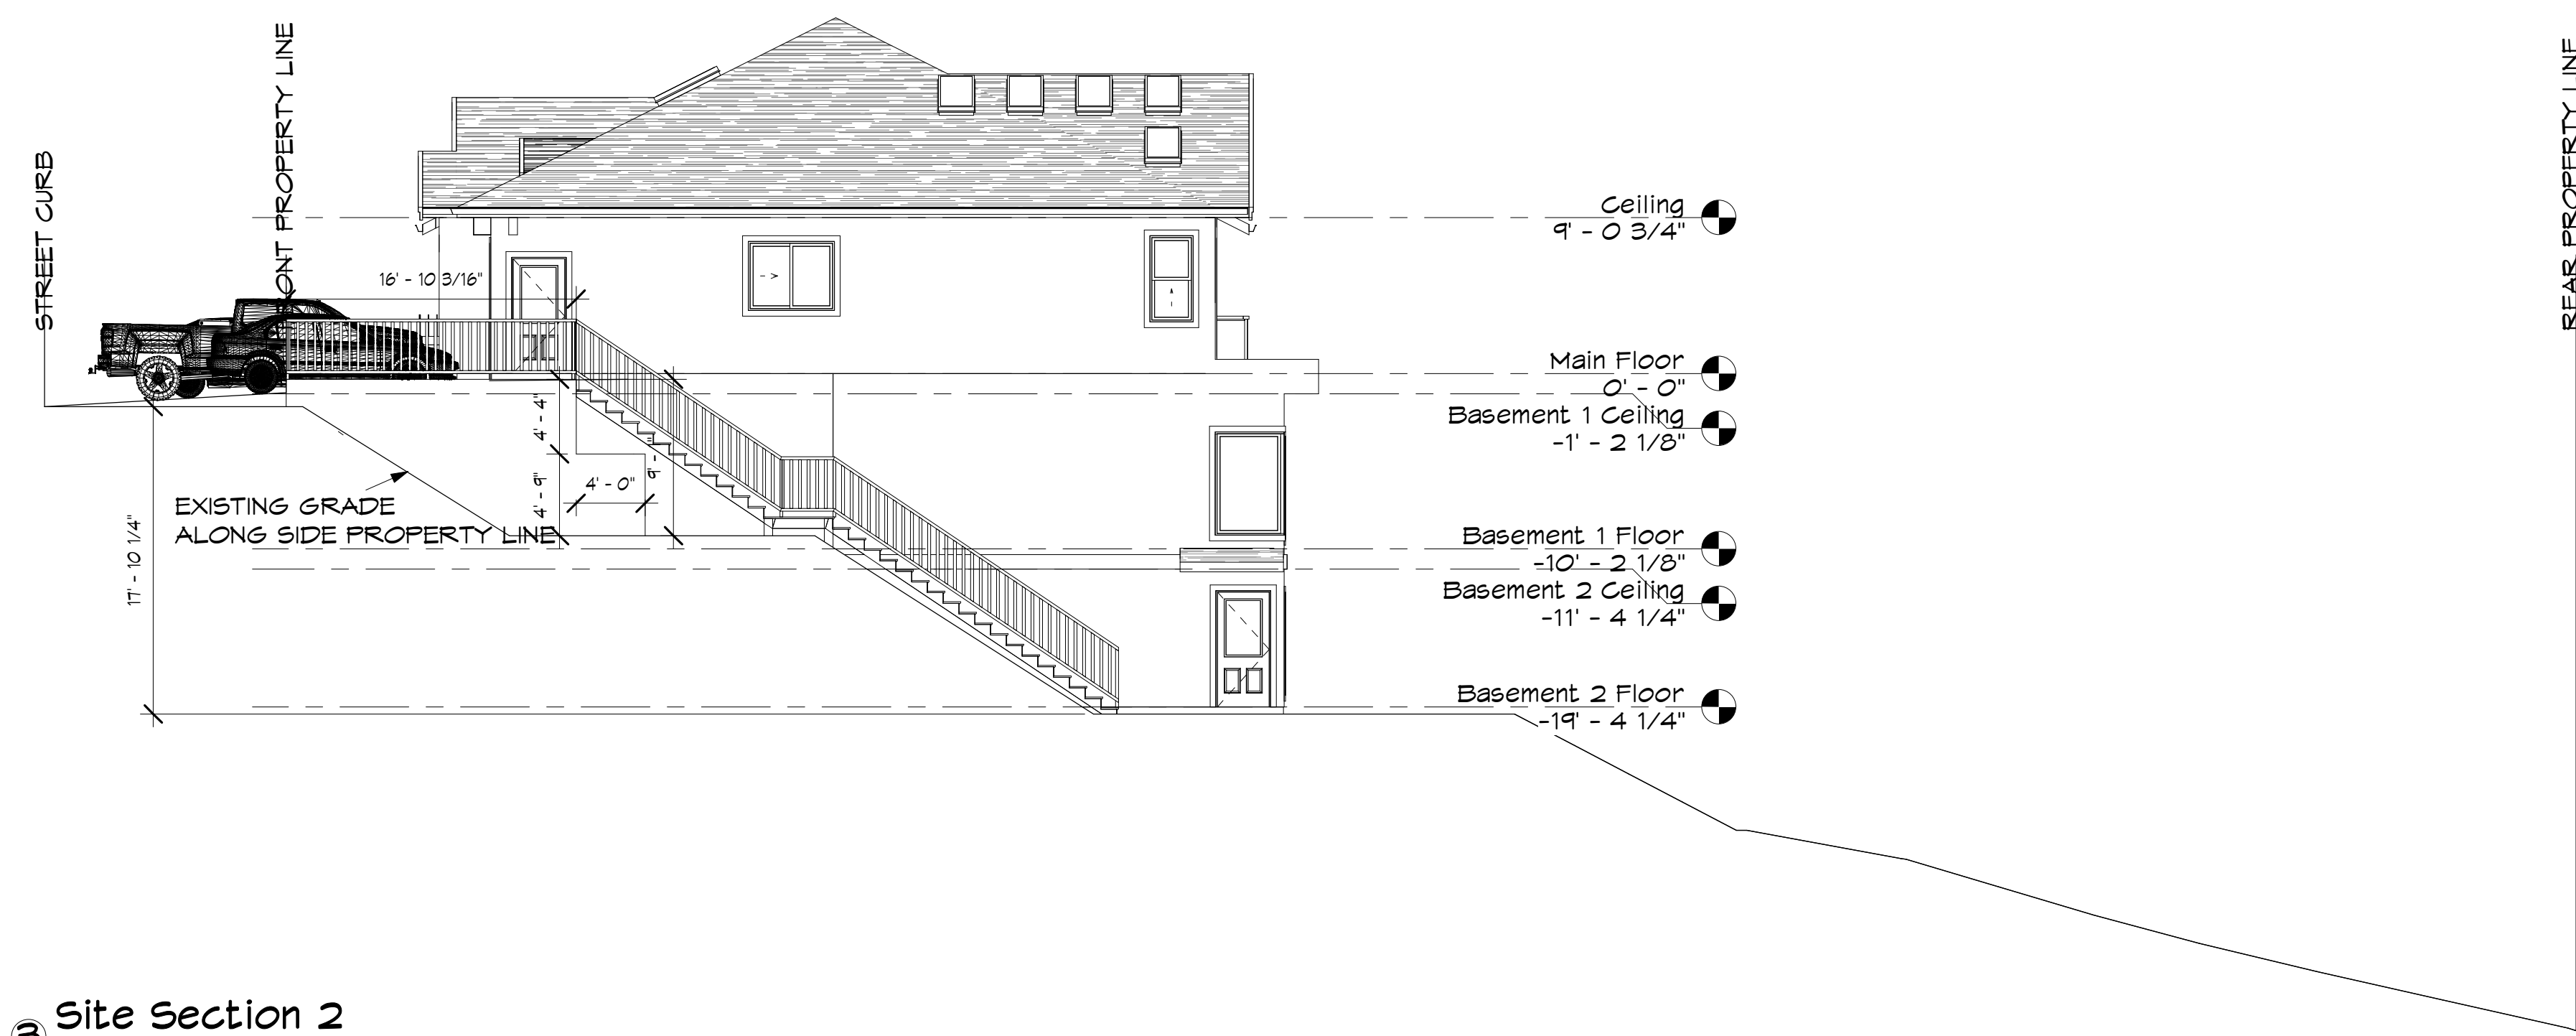 STREET CURB
ONT PROPERTY LINE
REAR PROPERTY LINE
Ceiling
9' - 0 3/4"
16' - 10 3/16"
Main Floor
0' - 0"
Basement 1 Ceiling
-1' - 2 1/8"
4' - 4"
9' -
4' - 0"
4' - 9"
EXISTING GRADE
ALONG SIDE PROPERTY LINE
17' - 10 1/4"
Basement 1 Floor
-10' - 2 1/8"
Basement 2 Ceiling
-11' - 4 1/4"
Basement 2 Floor
-19' - 4 1/4"
Site Section 2
3